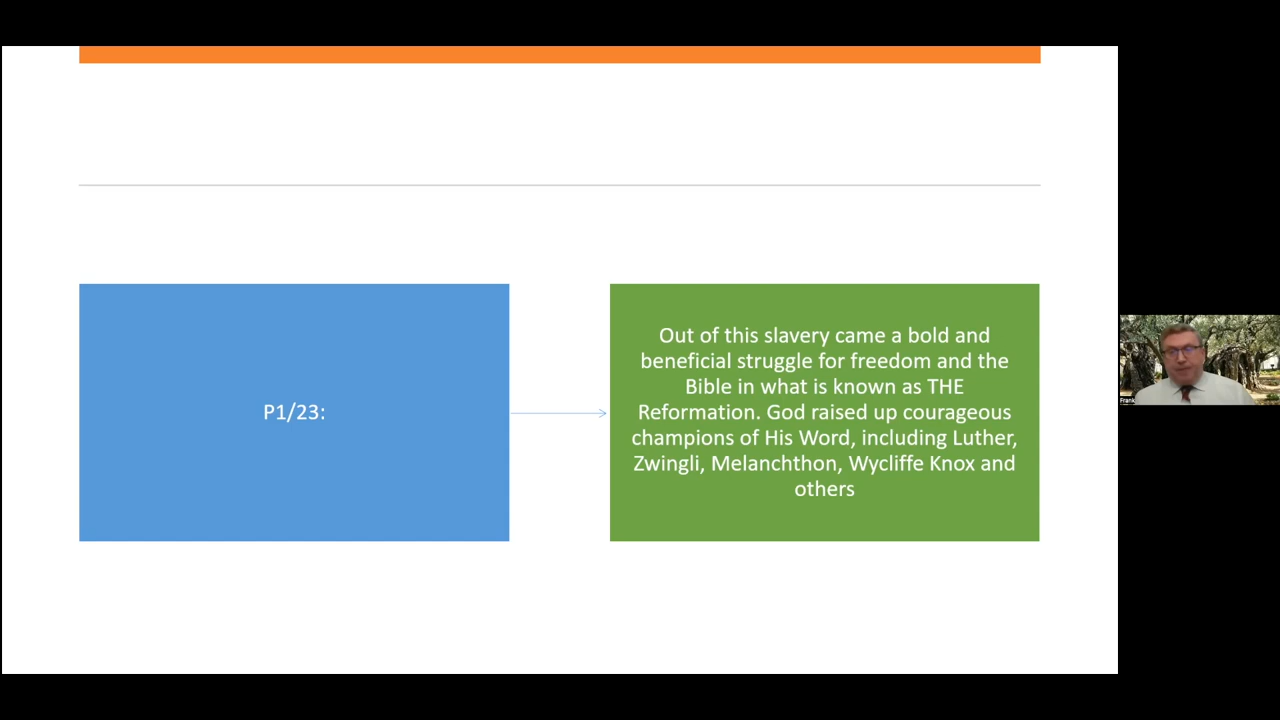 P1/23:
Out of this slavery came a bold and
beneficial struggle for freedom and the
Bible in what is known as THE
Reformation. God raised up courageous
champions of His Word, including Luther,
Zwingli, Melanchthon, Wycliffe Knox and
others
Frank